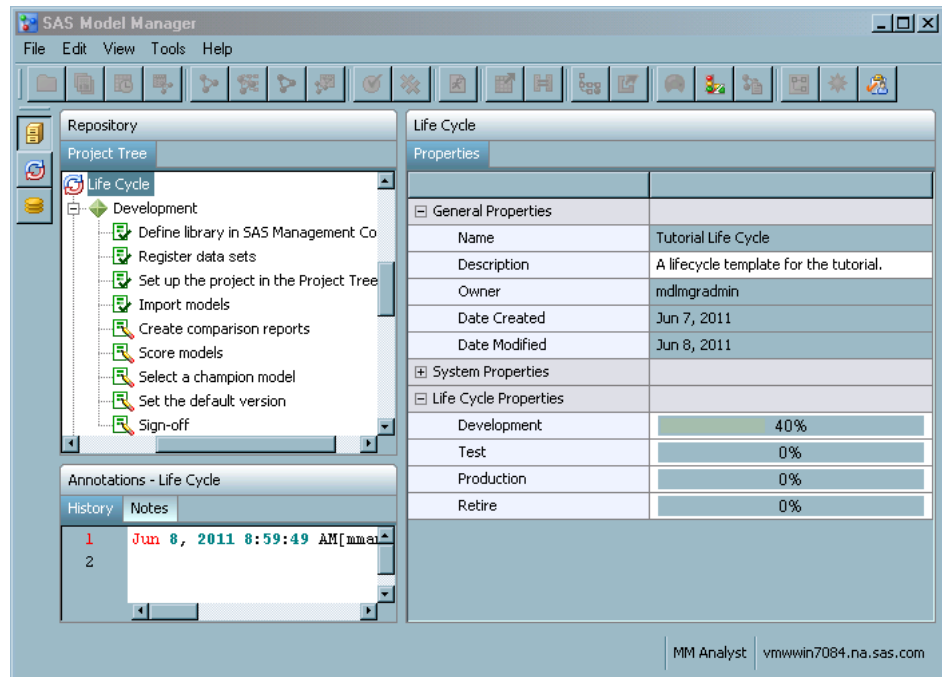 SAS Model Manager
File Edit View Tools Help
Repository
Project Tree
Life Cycle
Development
Define library in SAS Management Co
Register data sets
Set up the project in the Project Tree
Import models
Create comparison reports
Score models
Select a champion model
Set the default version
Sign-off
Annotations - Life Cycle
History Notes
1 Jun 8, 2011 8:59:49 AM[mma
2
Life Cycle
Properties
General Properties
Name Tutorial Life Cycle
Description A lifecycle template for the tutorial.
Owner mdlmgradmin
Date Created Jun 7, 2011
Date Modified Jun 8, 2011
System Properties
Life Cycle Properties
Development 40%
Test 0%
Production 0%
Retire 0%
MM Analyst vmwwin7084.na.sas.com